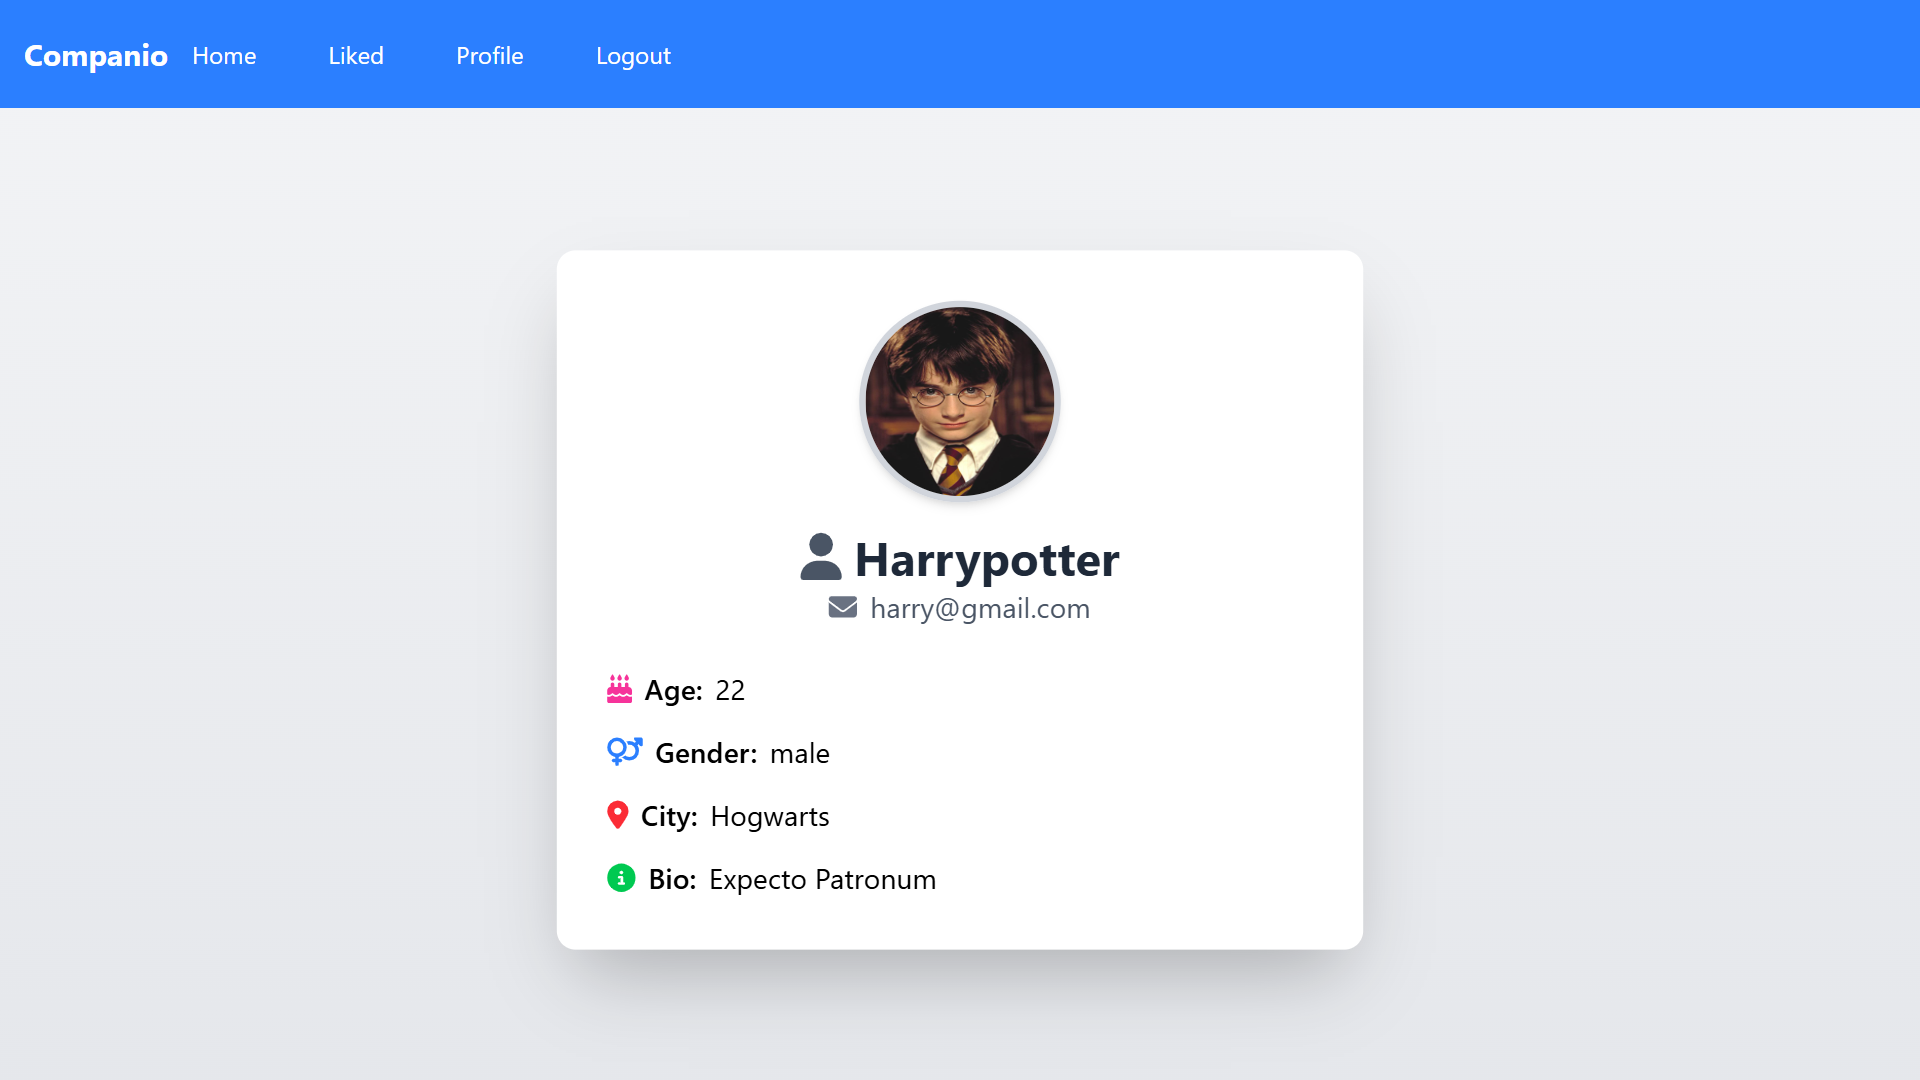 Companio Home Liked Profile Logout
Harrypotter
harry@gmail.com
Age: 22
Gender: male
City: Hogwarts
Bio: Expecto Patronum